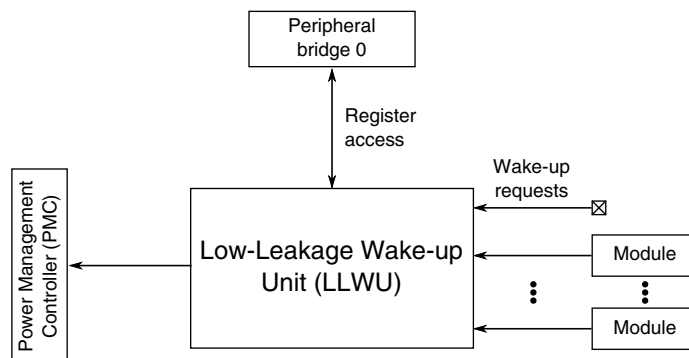 Peripheral
bridge 0
Register
access
Wake-up
requests
Power Management
Controller (PMC)
Low-Leakage Wake-up
Unit (LLWU)
Module
Module